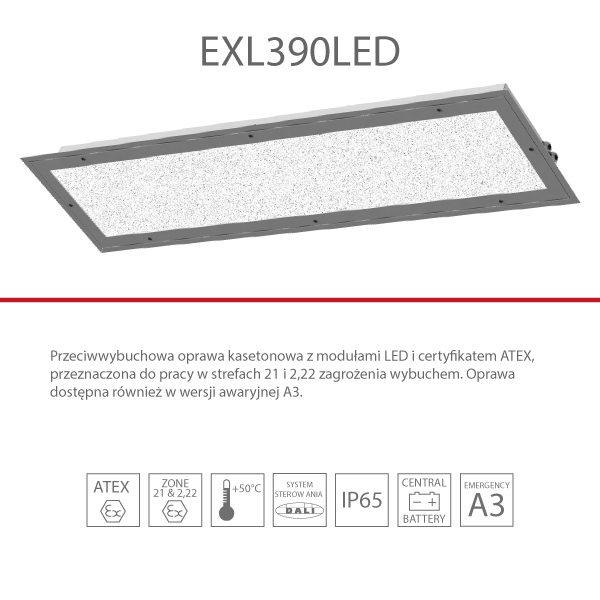 EXL390LED
Przeciwwybuchowa oprawa kasetonowa z modułami LED i certyfikatem ATEX,
przeznaczona do pracy w strefach 21 i 2,22 zagrożenia wybuchem. Oprawa
dostępna również w wersji awaryjnej A3.
ATEX
Ex
ZONE
21 & 2,22
Ex
+50°C
SYSTEM
STEROW ANIA
DALI
IP65
CENTRAL
- +
BATTERY
EMERGENCY
A3